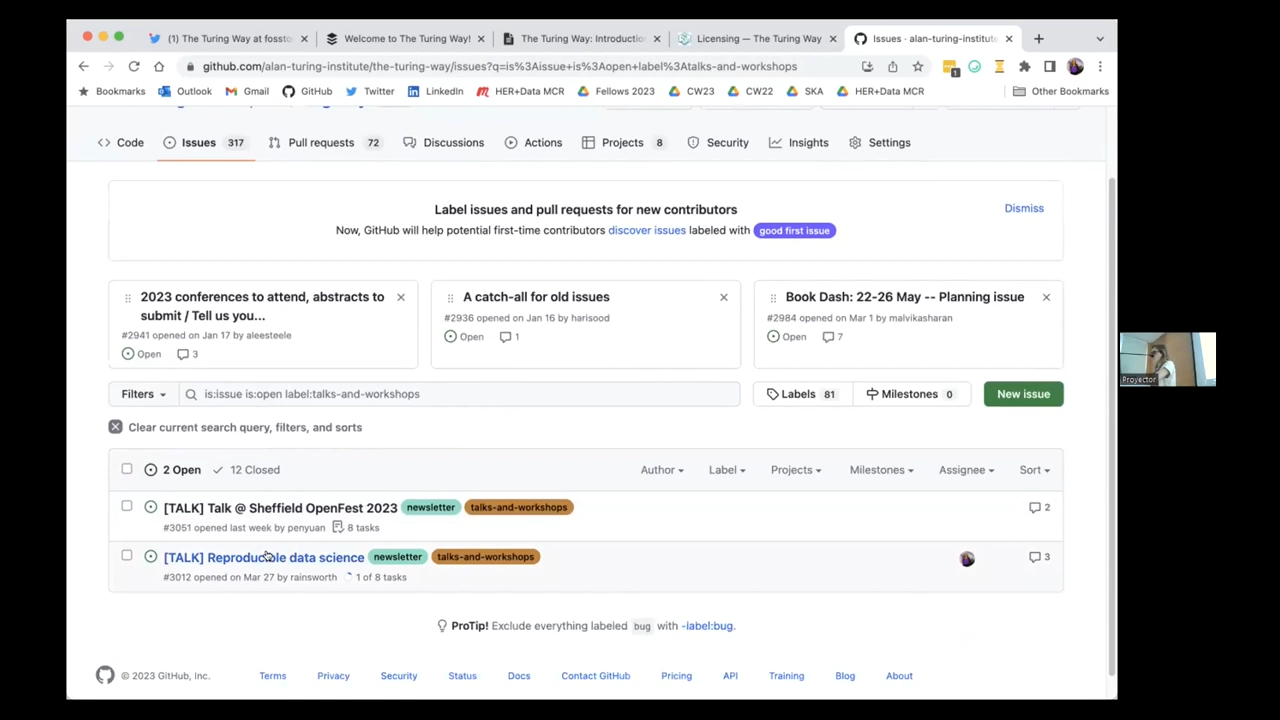 (1) The Turing Way at fossto
Welcome to The Turing Way!
The Turing Way: Introductio
Licensing — The Turing Way
Issues · alan-turing-institute
github.com/alan-turing-institute/the-turing-way/issues?q=is%3Aissue+is%3Aopen+label%3Atalks-and-workshops
Bookmarks Outlook Gmail GitHub Twitter LinkedIn HER+Data MCR Fellows 2023 CW23 CW22 SKA HER+Data MCR Other Bookmarks
Code Issues 317 Pull requests 72 Discussions Actions Projects 8 Security Insights Settings
Label issues and pull requests for new contributors
Dismiss
Now, GitHub will help potential first-time contributors discover issues labeled with good first issue
2023 conferences to attend, abstracts to
submit / Tell us you...
#2941 opened on Jan 17 by aleesteele
Open 3
A catch-all for old issues
#2936 opened on Jan 16 by harisood
Open 1
Book Dash: 22-26 May -- Planning issue
#2984 opened on Mar 1 by malvikasharan
Open 7
Filters is:issue is:open label:talks-and-workshops Labels 81 Milestones 0 New issue
Clear current search query, filters, and sorts
2 Open 12 Closed Author Label Projects Milestones Assignee Sort
[TALK] Talk @ Sheffield OpenFest 2023 newsletter talks-and-workshops 2
#3051 opened last week by penyuan 8 tasks
[TALK] Reproducible data science newsletter talks-and-workshops 3
#3012 opened on Mar 27 by rainsworth 1 of 8 tasks
ProTip! Exclude everything labeled bug with -label:bug.
© 2023 GitHub, Inc. Terms Privacy Security Status Docs Contact GitHub Pricing API Training Blog About
Proyector